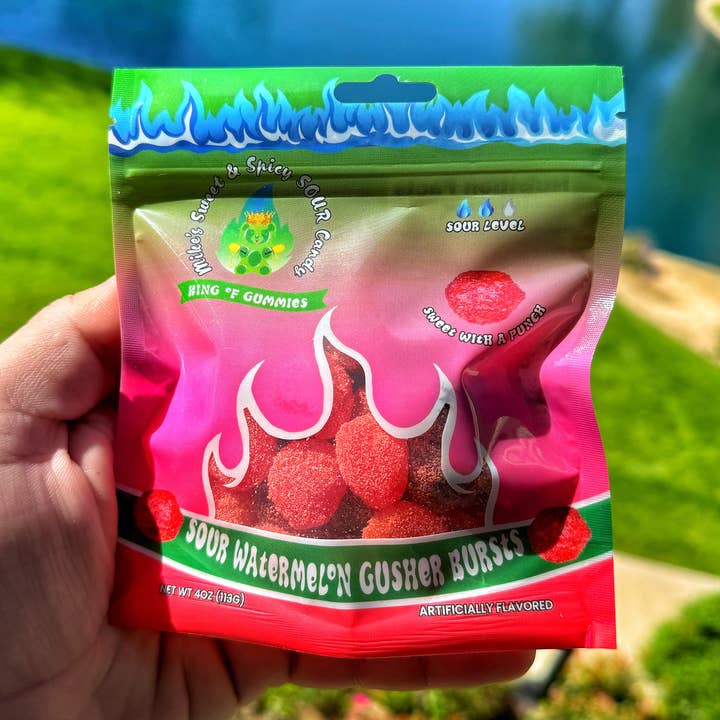 Mike's Sweet & Spicy SOUR Candy
KING OF GUMMIES
SOUR LEVEL
SWEET WITH A PUNCH
SOUR WATERMELON GUSHER BURSTS
NET WT 4OZ (113G)
ARTIFICIALLY FLAVORED